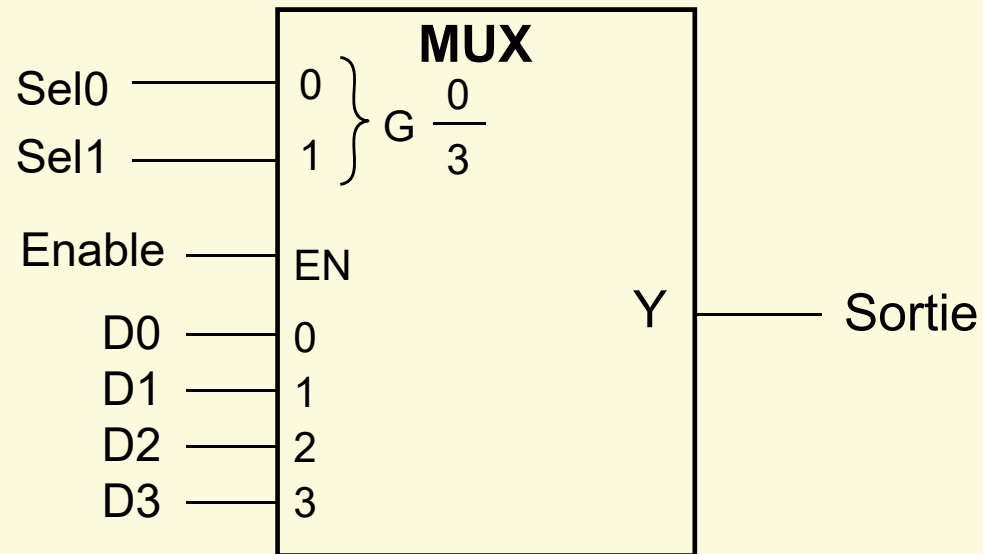 MUX
Sel0 0 G 0
3
Sel1 1
Enable EN
Y Sortie
D0 0
D1 1
D2 2
D3 3